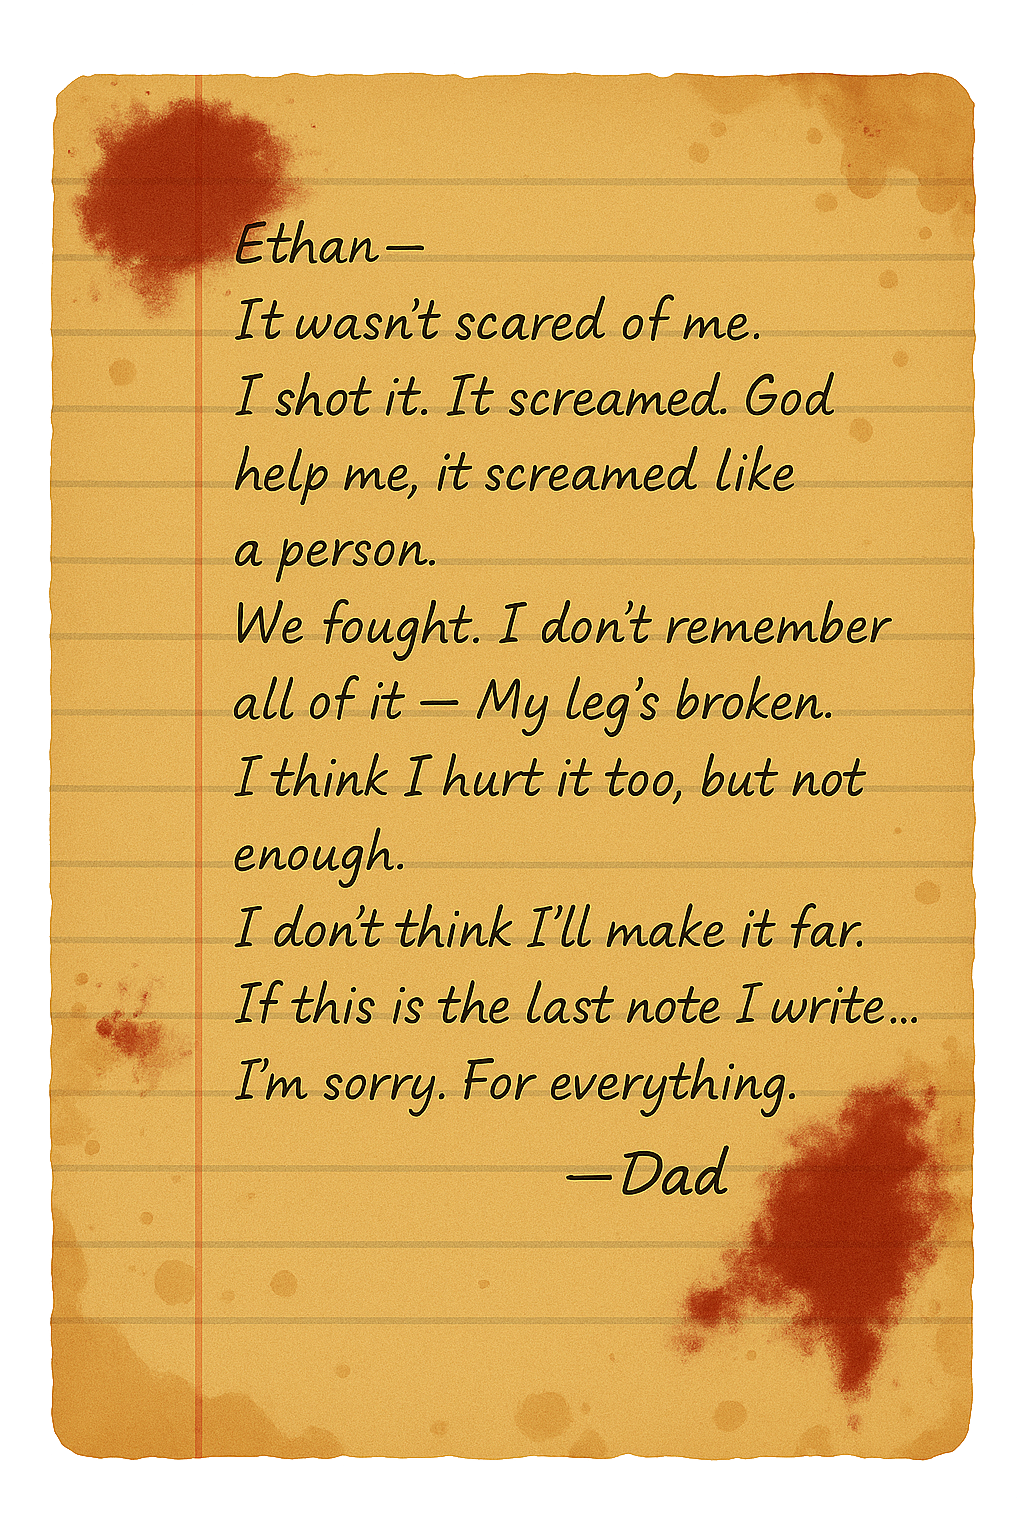 Ethan—
It wasn't scared of me.
I shot it. It screamed. God
help me, it screamed like
a person.
We fought. I don't remember
all of it — My leg's broken.
I think I hurt it too, but not
enough.
I don't think I'll make it far.
If this is the last note I write...
I'm sorry. For everything.
—Dad